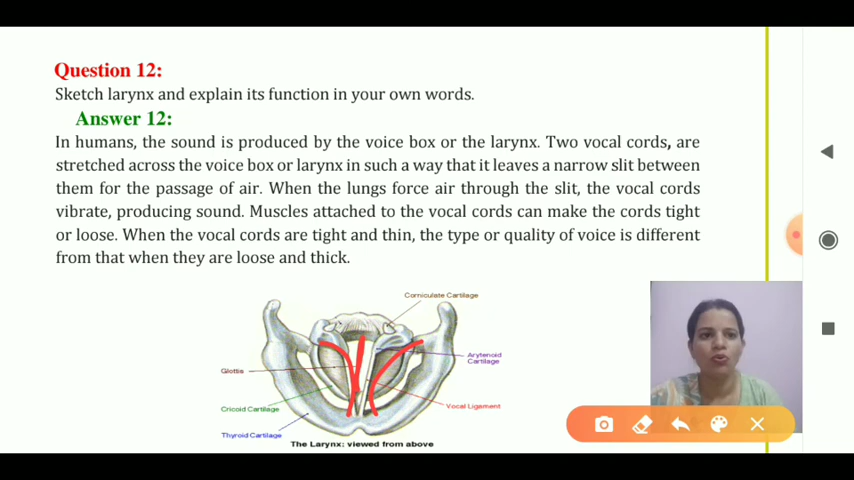 Question 12:
Sketch larynx and explain its function in your own words.
Answer 12:
In humans, the sound is produced by the voice box or the larynx. Two vocal cords, are
stretched across the voice box or larynx in such a way that it leaves a narrow slit between
them for the passage of air. When the lungs force air through the slit, the vocal cords
vibrate, producing sound. Muscles attached to the vocal cords can make the cords tight
or loose. When the vocal cords are tight and thin, the type or quality of voice is different
from that when they are loose and thick.
Corniculate Cartilage
Arytenoid
Cartilage
Glottis
Vocal Ligament
Cricoid Cartilage
Thyroid Cartilage
The Larynx: viewed from above